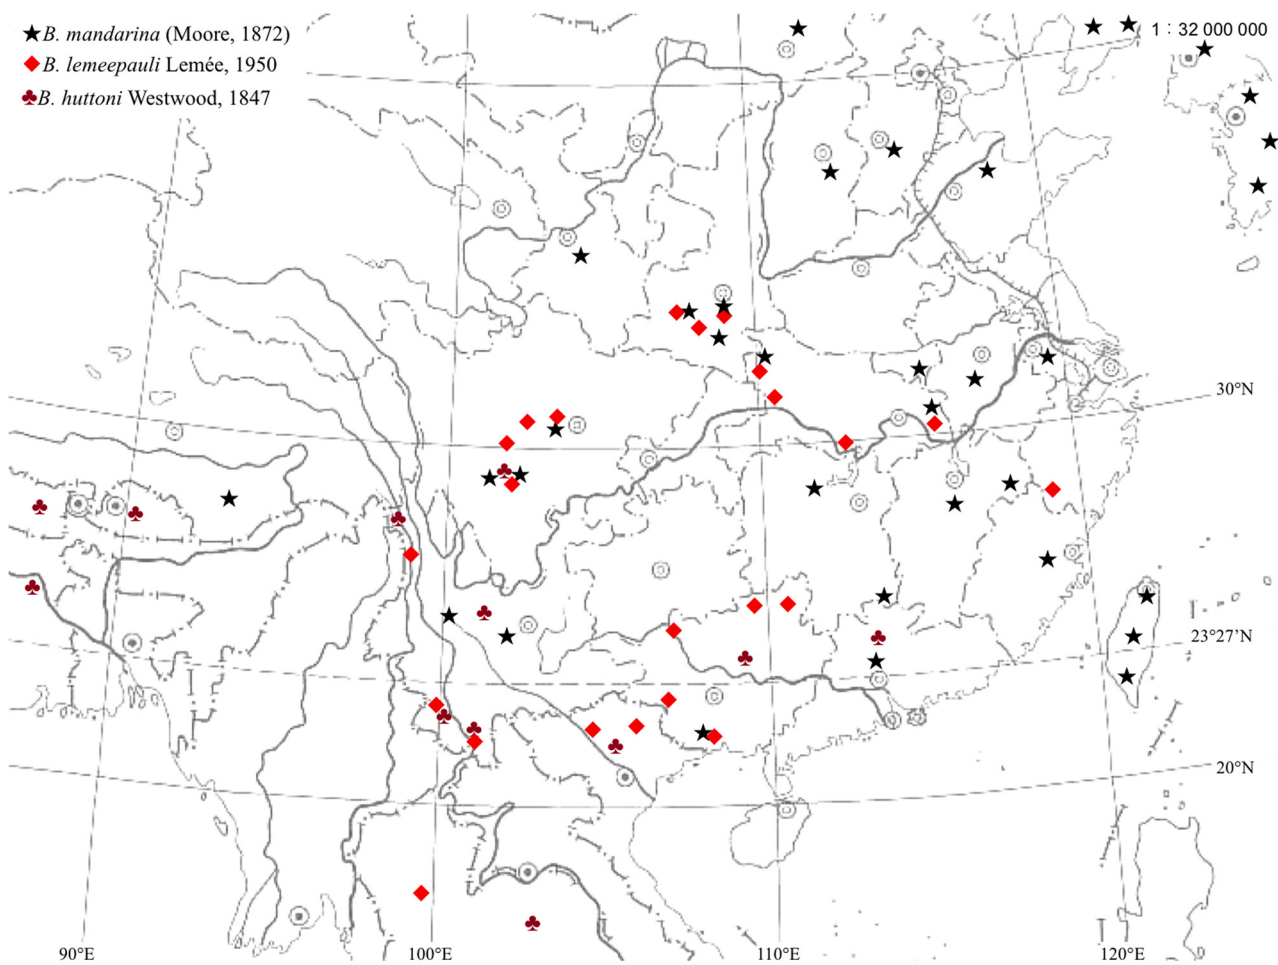 B. mandarina (Moore, 1872)
B. lemeepauli Lemée, 1950
B. huttoni Westwood, 1847
1 : 32 000 000
30°N
23°27'N
20°N
90°E
100°E
110°E
120°E